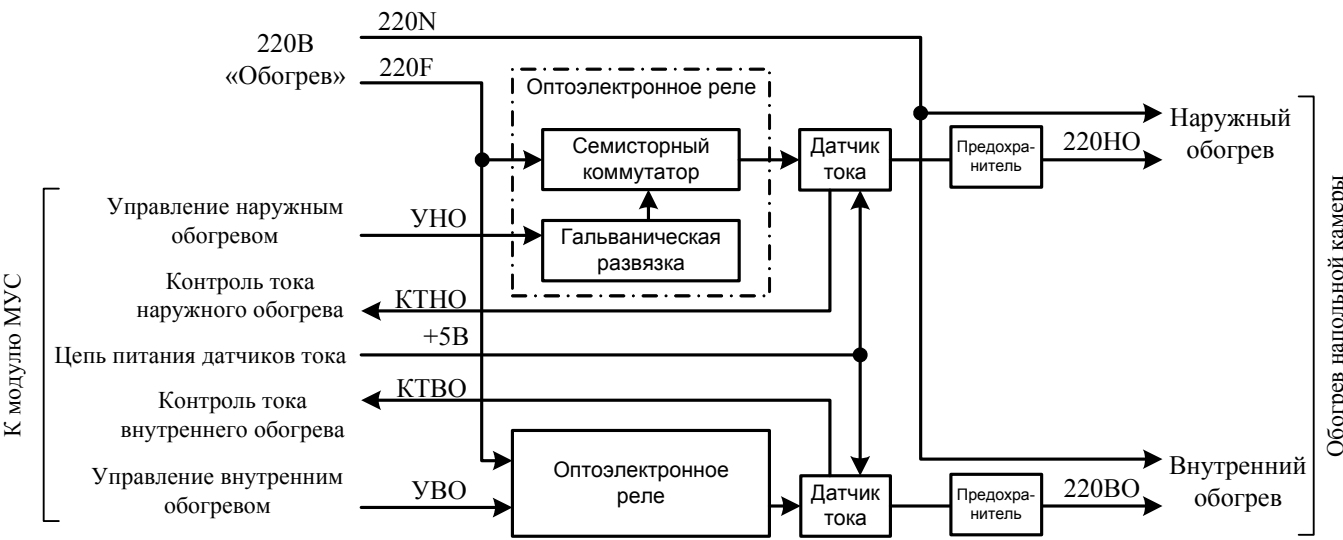 220N
220В
«Обогрев»
220F
Оптоэлектронное реле
Семисторный
коммутатор
Датчик
тока
Предохра-
нитель
220НО
Наружный
обогрев
Управление наружным
обогревом
УНО
Гальваническая
развязка
Контроль тока
наружного обогрева
КТНО
Цепь питания датчиков тока
+5В
Контроль тока
внутреннего обогрева
КТВО
Управление внутренним
обогревом
УВО
Оптоэлектронное
реле
Датчик
тока
Предохра-
нитель
220ВО
Внутренний
обогрев
К модулю МУС
Обогрев напольной камеры